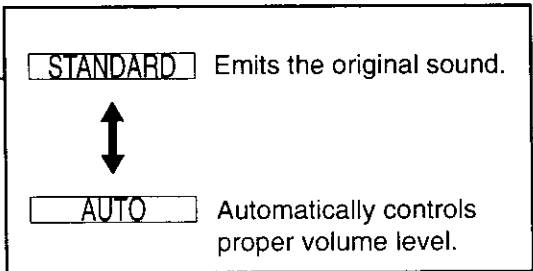 STANDARD Emits the original sound.
AUTO Automatically controls
proper volume level.